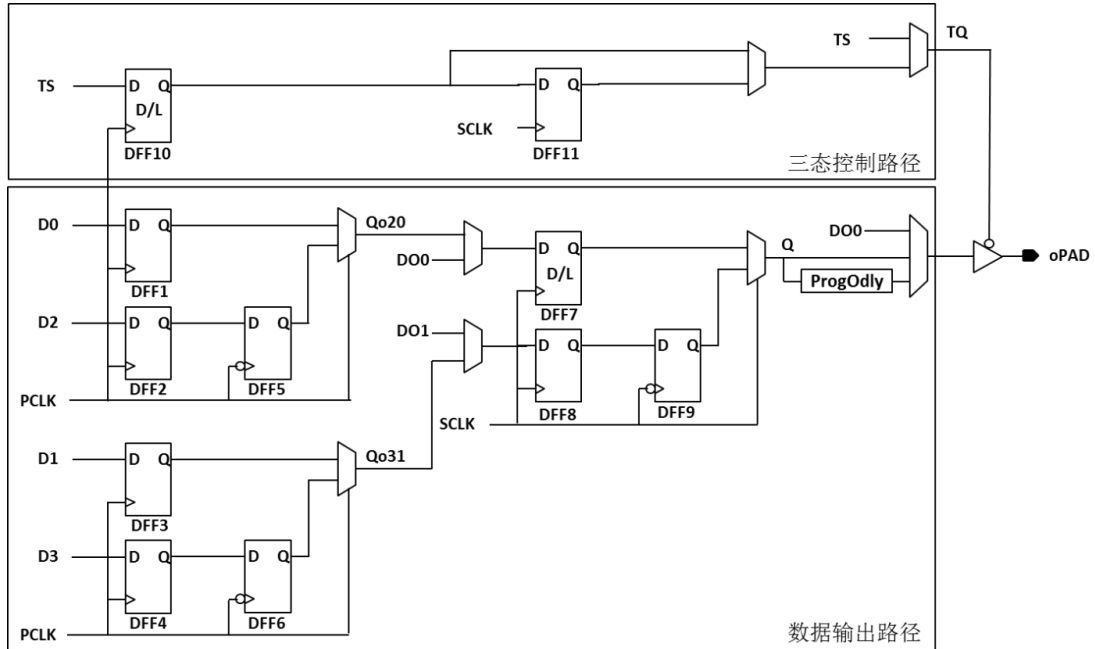 TS TQ
TS D Q D Q
D/L
SCLK
DFF10 DFF11
三态控制路径
D0 D Q Qo20 DO0
DO0 D Q Q oPAD
D/L ProgOdly
DFF1 DFF7
D2 D Q D Q DO1 D Q D Q
DFF2 DFF5
PCLK
DFF8 DFF9
SCLK
D1 D Q Qo31
DFF3
D3 D Q D Q
DFF4 DFF6
PCLK
数据输出路径